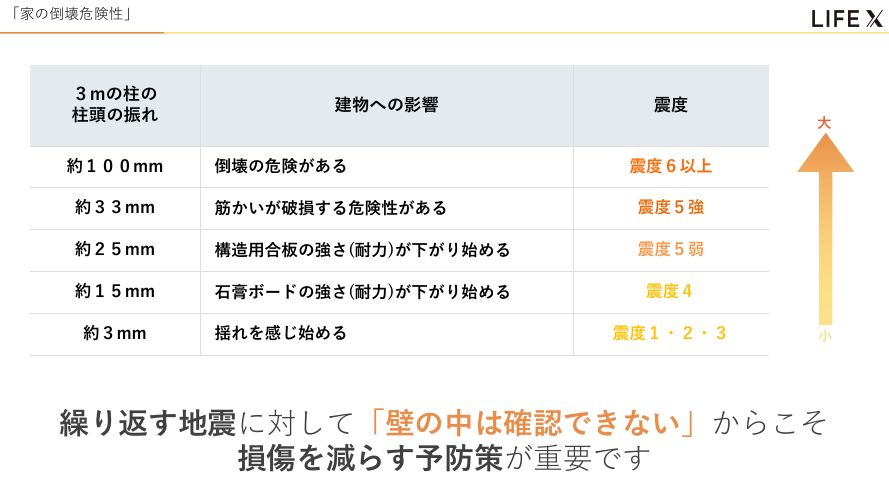 「家の倒壊危険性」
LIFE X
３mの柱の
柱頭の振れ
建物への影響
震度
約１００mm
倒壊の危険がある
震度６以上
約３３mm
筋かいが破損する危険性がある
震度５強
約２５mm
構造用合板の強さ(耐力)が下がり始める
震度５弱
約１５mm
石膏ボードの強さ(耐力)が下がり始める
震度４
約３mm
揺れを感じ始める
震度１・２・３
大
小
繰り返す地震に対して「壁の中は確認できない」からこそ
損傷を減らす予防策が重要です